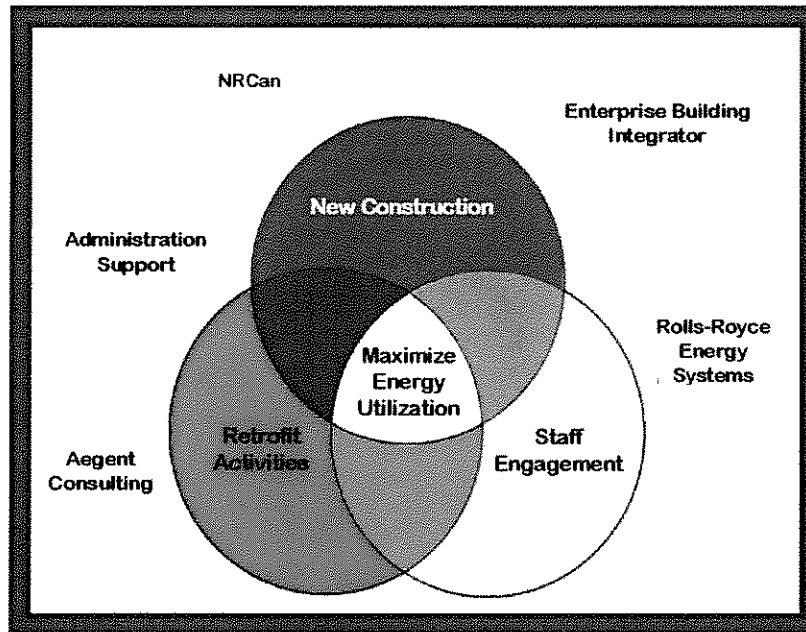 NRCan
Enterprise Building
Integrator
New Construction
Administration
Support
Rolls-Royce
Energy
Systems
Maximize
Energy
Utilization
Retrofit
Activities
Staff
Engagement
Aegent
Consulting